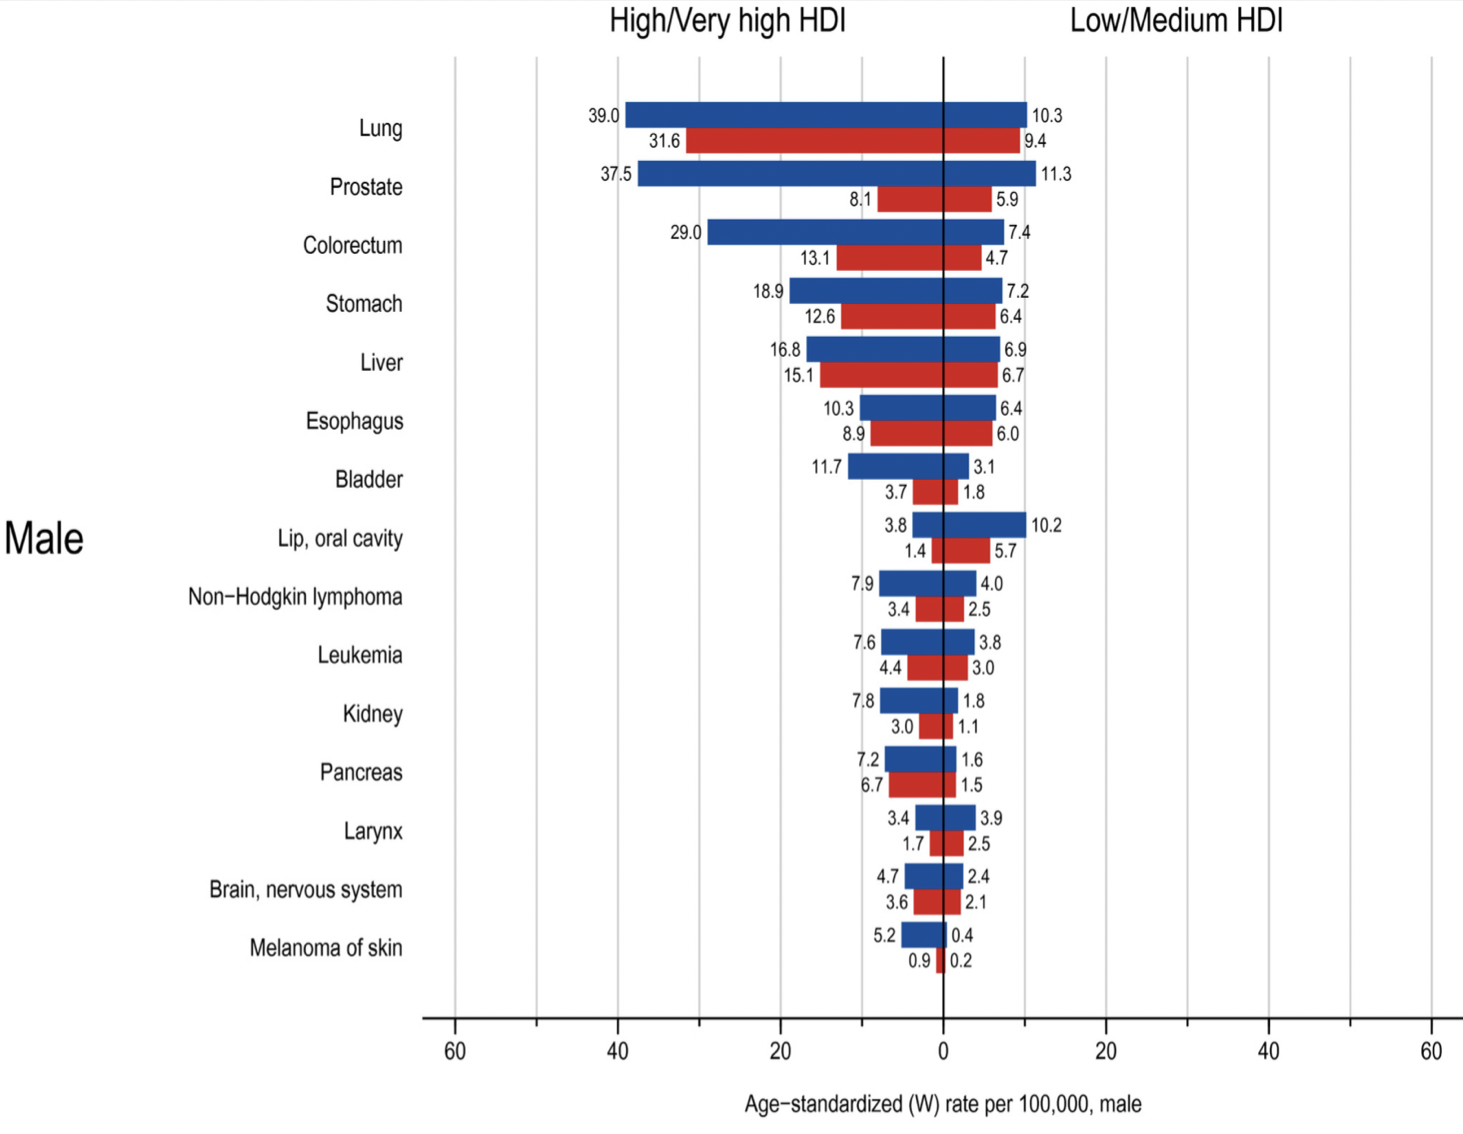 High/Very high HDI Low/Medium HDI
39.0 10.3
Lung
31.6 9.4
37.5 11.3
Prostate
8.1 5.9
29.0 7.4
Colorectum
13.1 4.7
18.9 7.2
Stomach
12.6 6.4
16.8 6.9
Liver
15.1 6.7
10.3 6.4
Esophagus
8.9 6.0
11.7 3.1
Bladder
3.7 1.8
Male
3.8 10.2
Lip, oral cavity
1.4 5.7
7.9 4.0
Non−Hodgkin lymphoma
3.4 2.5
7.6 3.8
Leukemia
4.4 3.0
7.8 1.8
Kidney
3.0 1.1
7.2 1.6
Pancreas
6.7 1.5
3.4 3.9
Larynx
1.7 2.5
4.7 2.4
Brain, nervous system
3.6 2.1
5.2 0.4
Melanoma of skin
0.9 0.2
60 40 20 0 20 40 60
Age−standardized (W) rate per 100,000, male